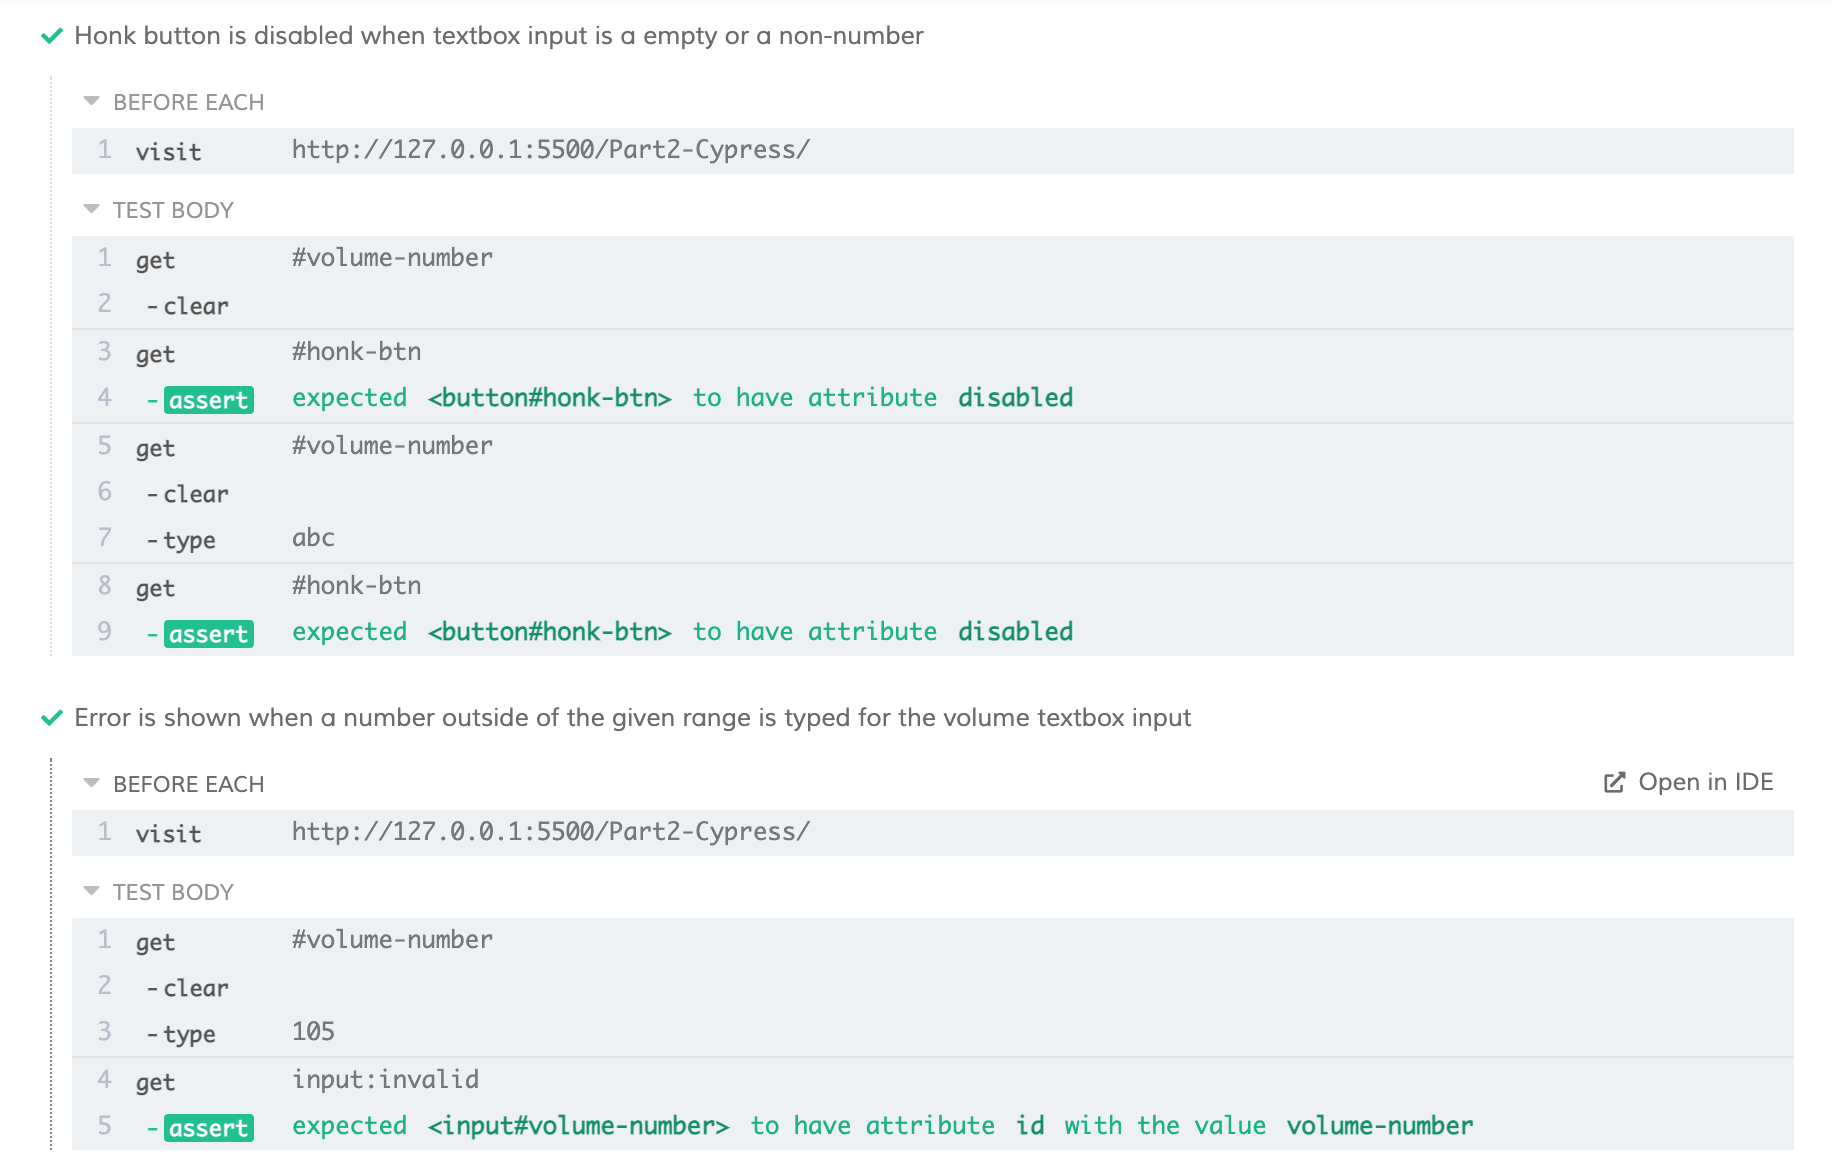 Honk button is disabled when textbox input is a empty or a non-number
BEFORE EACH
1 visit http://127.0.0.1:5500/Part2-Cypress/
TEST BODY
1 get #volume-number
2 -clear
3 get #honk-btn
4 -assert expected <button#honk-btn> to have attribute disabled
5 get #volume-number
6 -clear
7 -type abc
8 get #honk-btn
9 -assert expected <button#honk-btn> to have attribute disabled
Error is shown when a number outside of the given range is typed for the volume textbox input
BEFORE EACH Open in IDE
1 visit http://127.0.0.1:5500/Part2-Cypress/
TEST BODY
1 get #volume-number
2 -clear
3 -type 105
4 get input:invalid
5 -assert expected <input#volume-number> to have attribute id with the value volume-number